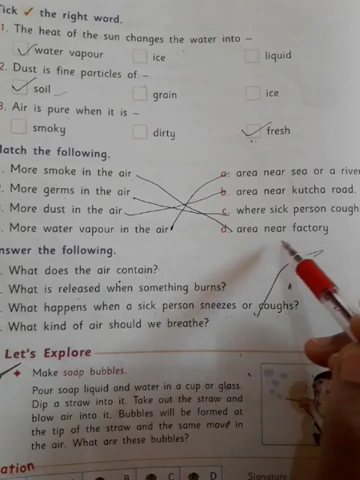 Tick ✓ the right word.
1. The heat of the sun changes the water into –
water vapour ice liquid
2. Dust is fine particles of –
soil grain ice
3. Air is pure when it is –
smoky dirty fresh
Match the following.
1. More smoke in the air a. area near sea or a river
2. More germs in the air b. area near kutcha road.
3. More dust in the air c. where sick person cough
4. More water vapour in the air d. area near factory
Answer the following.
What does the air contain?
What is released when something burns?
What happens when a sick person sneezes or coughs?
What kind of air should we breathe?
Let's Explore
Make soap bubbles.
Pour soap liquid and water in a cup or glass.
Dip a straw into it. Take out the straw and
blow air into it. Bubbles will be formed at
the tip of the straw and the same move in
the air. What are these bubbles?
B C D Signature